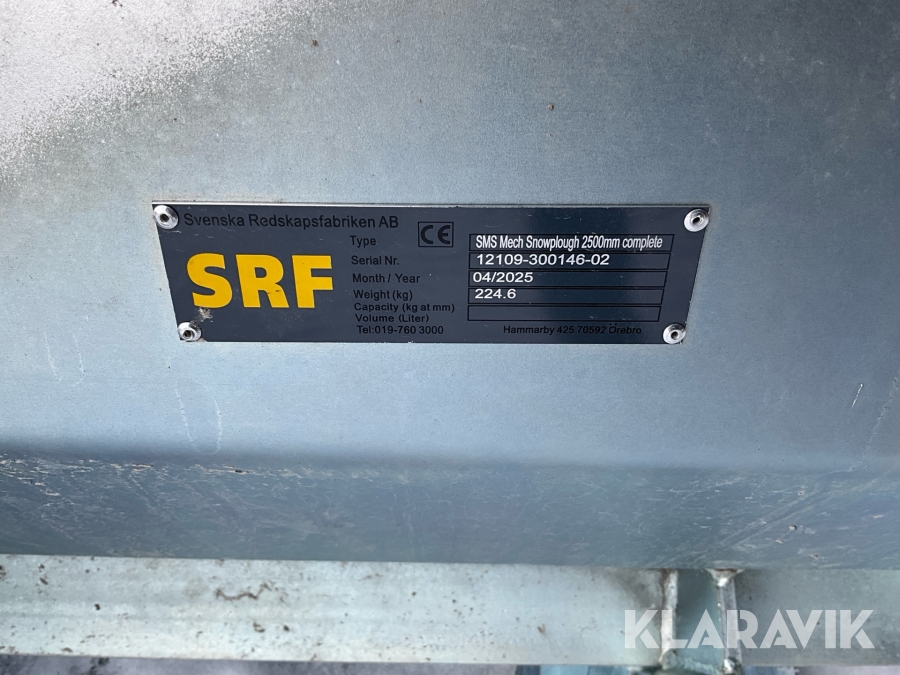 Svenska Redskapsfabriken AB
SRF
Type CE SMS Mech Snowplough 2500mm complete
Serial Nr. 12109-300146-02
Month / Year 04/2025
Weight (kg) 224.6
Capacity (kg at mm)
Volume (Liter)
Tel:019-760 3000 Hammarby 425 70592 Örebro
KLARAVIK